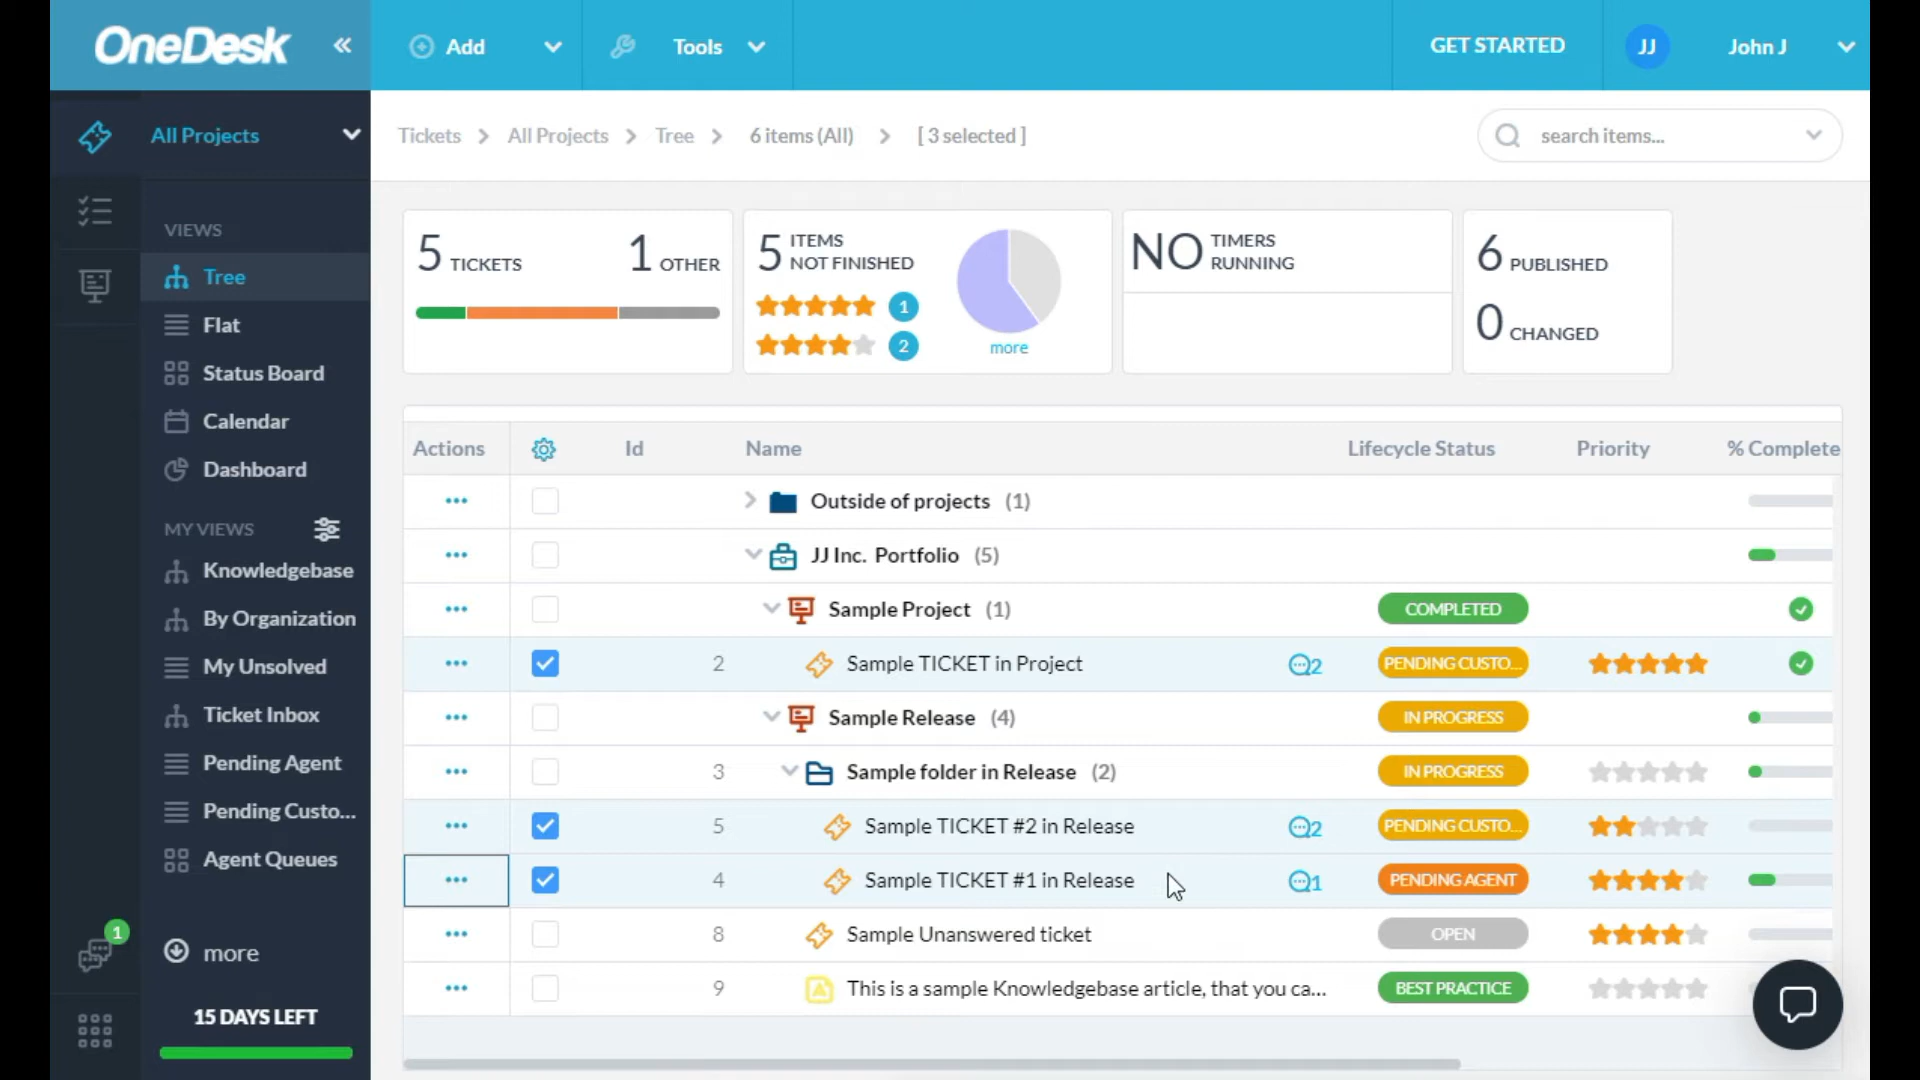 OneDesk
Add
Tools
GET STARTED
JJ
John J
All Projects
Tickets
All Projects
Tree
6 items (All)
[ 3 selected ]
search items...
VIEWS
Tree
Flat
Status Board
Calendar
Dashboard
MY VIEWS
Knowledgebase
By Organization
My Unsolved
Ticket Inbox
Pending Agent
Pending Custo...
Agent Queues
1
more
15 DAYS LEFT
5 TICKETS
1 OTHER
5 ITEMS NOT FINISHED
1
2
more
NO TIMERS RUNNING
6 PUBLISHED
0 CHANGED
Actions Id Name Lifecycle Status Priority % Complete
Outside of projects (1)
JJ Inc. Portfolio (5)
Sample Project (1) COMPLETED
2 Sample TICKET in Project 2 PENDING CUSTO...
Sample Release (4) IN PROGRESS
3 Sample folder in Release (2) IN PROGRESS
5 Sample TICKET #2 in Release 2 PENDING CUSTO...
4 Sample TICKET #1 in Release 1 PENDING AGENT
8 Sample Unanswered ticket OPEN
9 This is a sample Knowledgebase article, that you ca... BEST PRACTICE